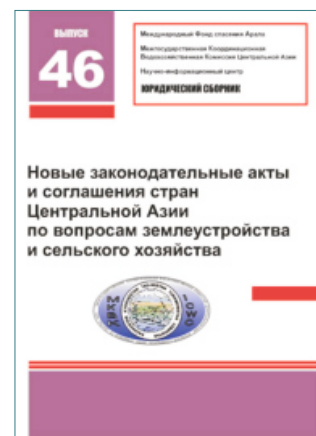 ВЫПУСК
46
Международный Фонд спасения Арала
Межгосударственная Координационная
Водохозяйственная Комиссия Центральной Азии
Научно-информационный центр
ЮРИДИЧЕСКИЙ СБОРНИК
Новые законодательные акты
и соглашения стран
Центральной Азии
по вопросам землеустройства
и сельского хозяйства
МКВК
ICWC